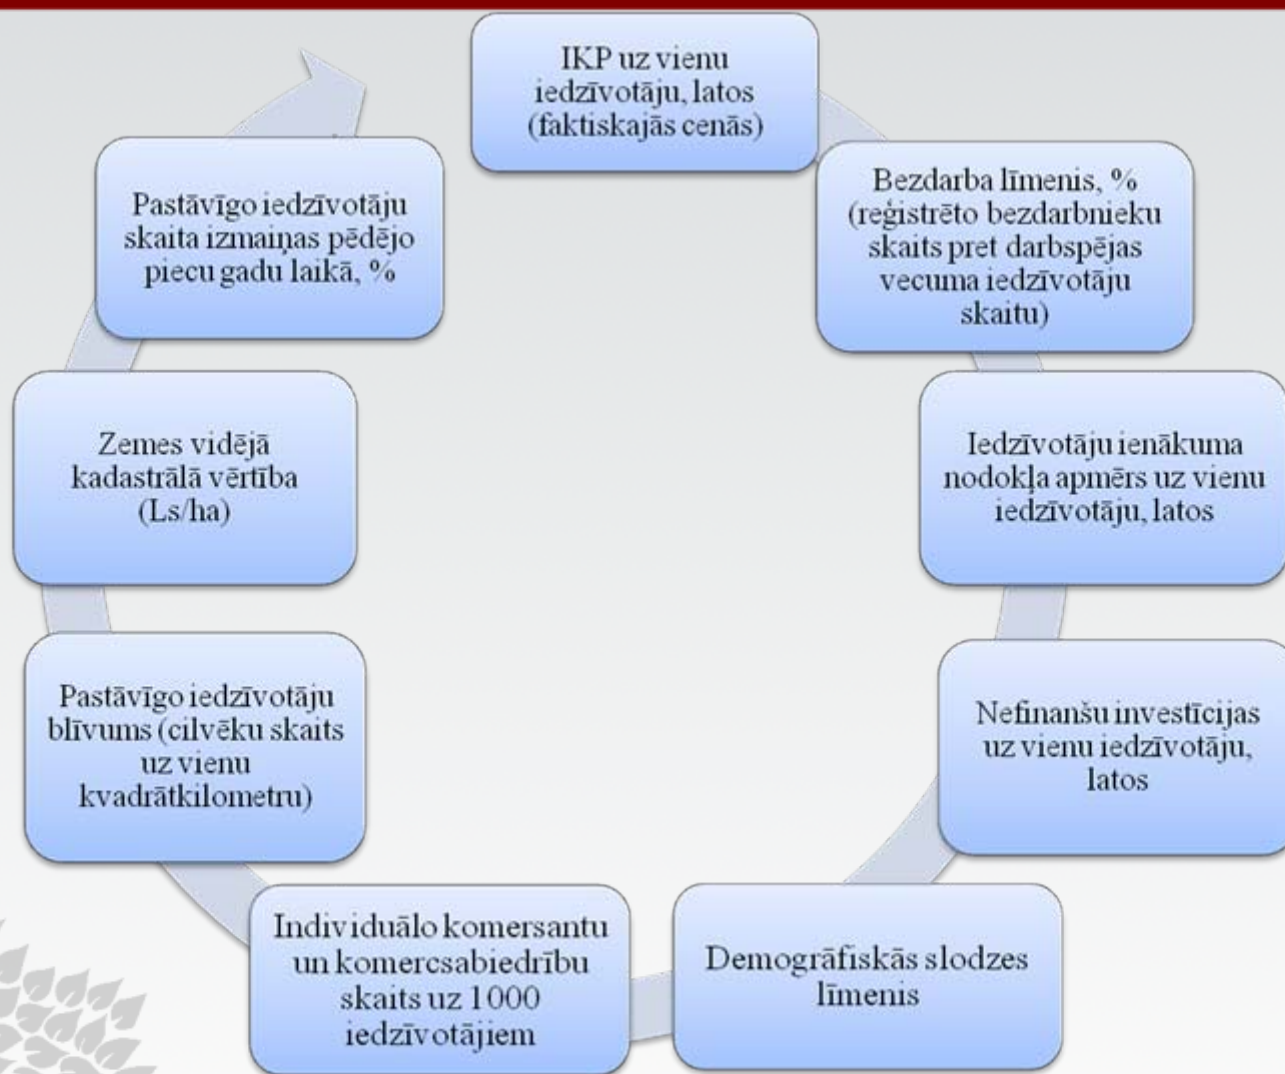 IKP uz vienu
iedzīvotāju, latos
(faktiskajās cenās)
Bezdarba līmenis, %
(reģistrēto bezdarbnieku
skaits pret darbspējas
vecuma iedzīvotāju
skaitu)
Iedzīvotāju ienākuma
nodokļa apmērs uz vienu
iedzīvotāju, latos
Nefinanšu investīcijas
uz vienu iedzīvotāju,
latos
Demogrāfiskās slodzes
līmenis
Individuālo komersantu
un komercsabiedrību
skaits uz 1000
iedzīvotājiem
Pastāvīgo iedzīvotāju
blīvums (cilvēku skaits
uz vienu
kvadrātkilometru)
Zemes vidējā
kadastrālā vērtība
(Ls/ha)
Pastāvīgo iedzīvotāju
skaita izmaiņas pēdējo
piecu gadu laikā, %